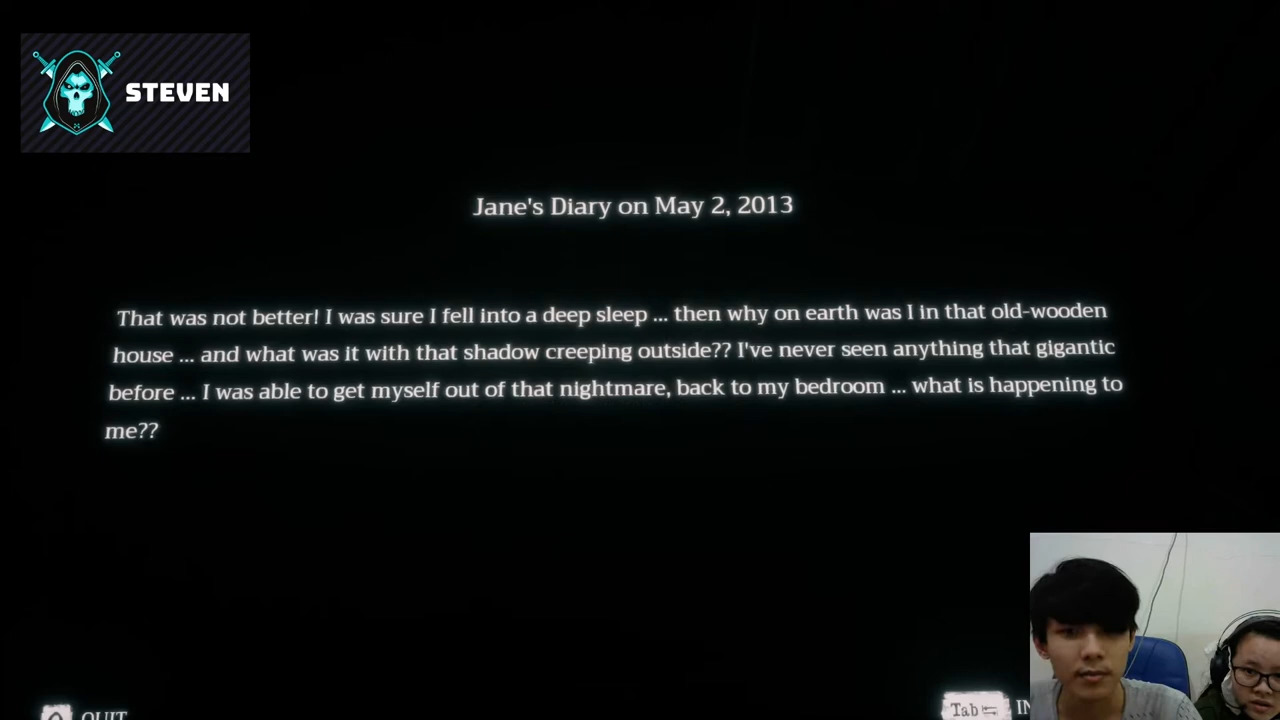 STEVEN
Jane's Diary on May 2, 2013
That was not better! I was sure I fell into a deep sleep ... then why on earth was I in that old-wooden
house ... and what was it with that shadow creeping outside?? I've never seen anything that gigantic
before ... I was able to get myself out of that nightmare, back to my bedroom ... what is happening to
me??
QUIT
Tab